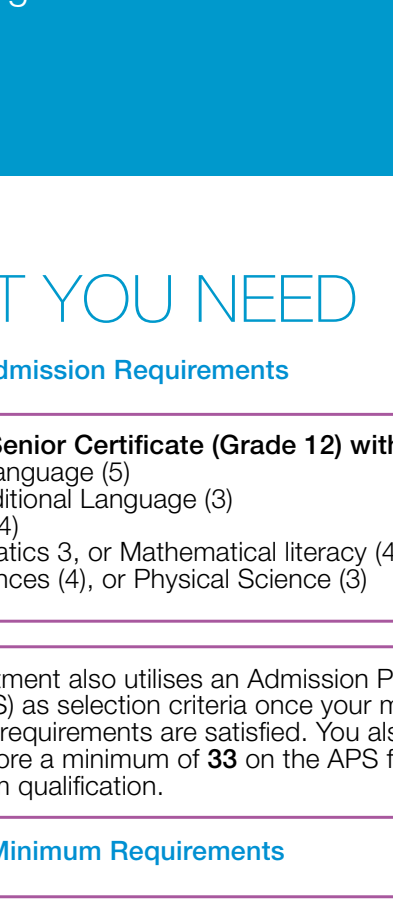 g
T YOU NEED
dmission Requirements
Senior Certificate (Grade 12) with
anguage (5)
ditional Language (3)
4)
atics 3, or Mathematical literacy (4
nces (4), or Physical Science (3)
tment also utilises an Admission P
S) as selection criteria once your m
requirements are satisfied. You als
ore a minimum of 33 on the APS f
n qualification.
Minimum Requirements